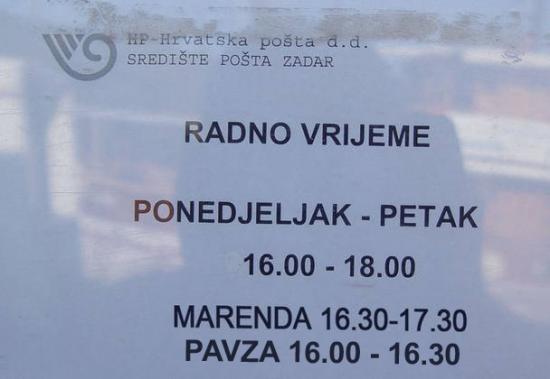 HP-Hrvatska pošta d.d.
SREDIŠTE POŠTA ZADAR
RADNO VRIJEME
PONEDJELJAK - PETAK
16.00 - 18.00
MARENDA 16.30-17.30
PAVZA 16.00 - 16.30